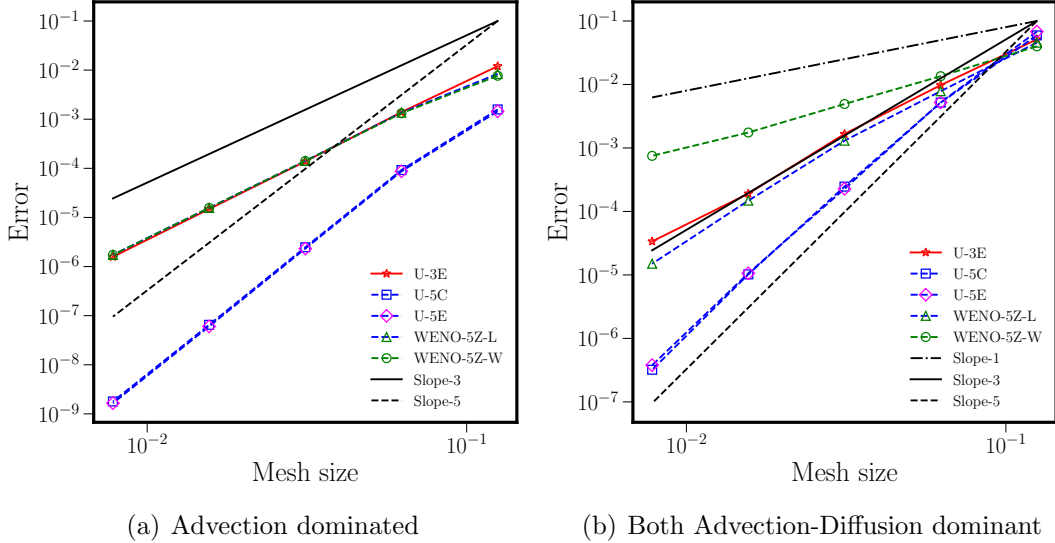 10⁻¹
10⁻²
10⁻³
10⁻⁴
10⁻⁵
10⁻⁶
10⁻⁷
10⁻⁸
10⁻⁹
Error
U-3E
U-5C
U-5E
WENO-5Z-L
WENO-5Z-W
Slope-3
Slope-5
10⁻² 10⁻¹
Mesh size
(a) Advection dominated
10⁻¹
10⁻²
10⁻³
10⁻⁴
10⁻⁵
10⁻⁶
10⁻⁷
Error
U-3E
U-5C
U-5E
WENO-5Z-L
WENO-5Z-W
Slope-1
Slope-3
Slope-5
10⁻² 10⁻¹
Mesh size
(b) Both Advection-Diffusion dominant